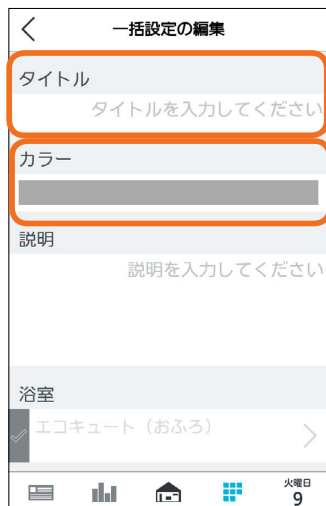 一括設定の編集
タイトル
タイトルを入力してください
カラー
説明
説明を入力してください
浴室
エコキュート（おふろ）
火曜日
9